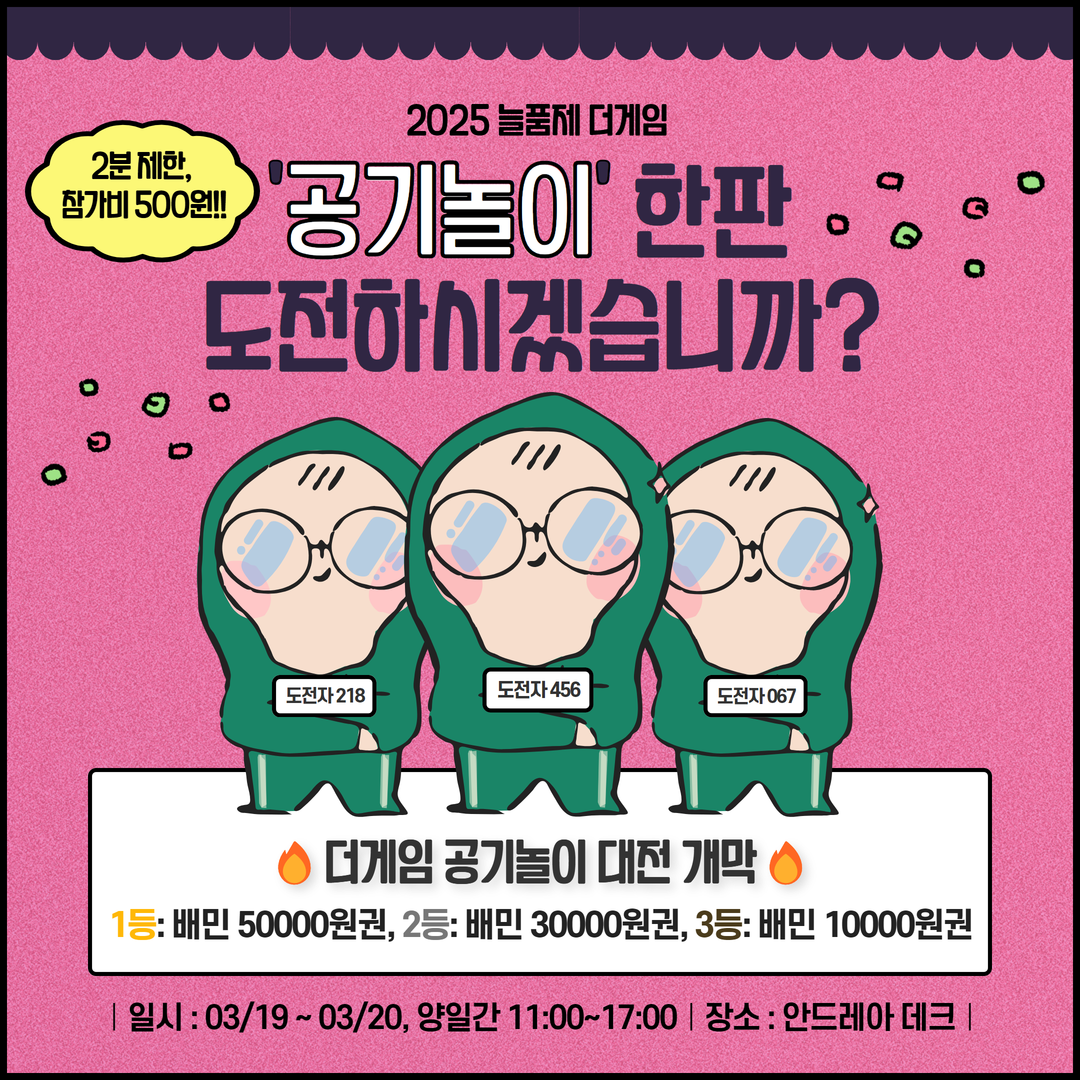 2025 늘품제 더게임
2분 제한,
참가비 500원!!
'공기놀이' 한판
도전하시겠습니까?
도전자 218
도전자 456
도전자 067
🔥 더게임 공기놀이 대전 개막 🔥
1등: 배민 50000원권, 2등: 배민 30000원권, 3등: 배민 10000원권
| 일시 : 03/19 ~ 03/20, 양일간 11:00~17:00 | 장소 : 안드레아 데크 |